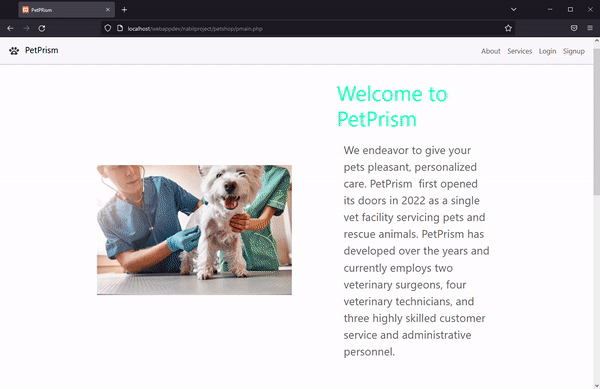 PetPRism
localhost/webappdev/nabilproject/petshop/pmain.php
PetPrism
About Services Login Signup
Welcome to
PetPrism
We endeavor to give your
pets pleasant, personalized
care. PetPrism first opened
its doors in 2022 as a single
vet facility servicing pets and
rescue animals. PetPrism has
developed over the years and
currently employs two
veterinary surgeons, four
veterinary technicians, and
three highly skilled customer
service and administrative
personnel.